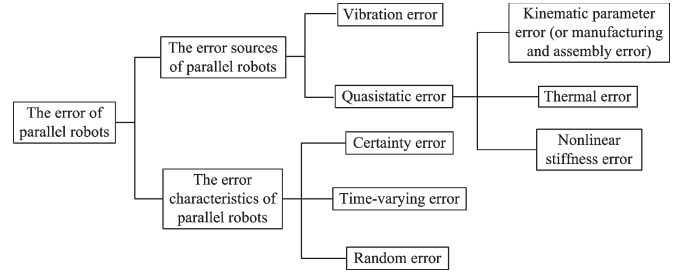 The error of
parallel robots
The error sources
of parallel robots
Vibration error
Quasistatic error
Kinematic parameter
error (or manufacturing
and assembly error)
Thermal error
Nonlinear
stiffness error
The error
characteristics of
parallel robots
Certainty error
Time-varying error
Random error